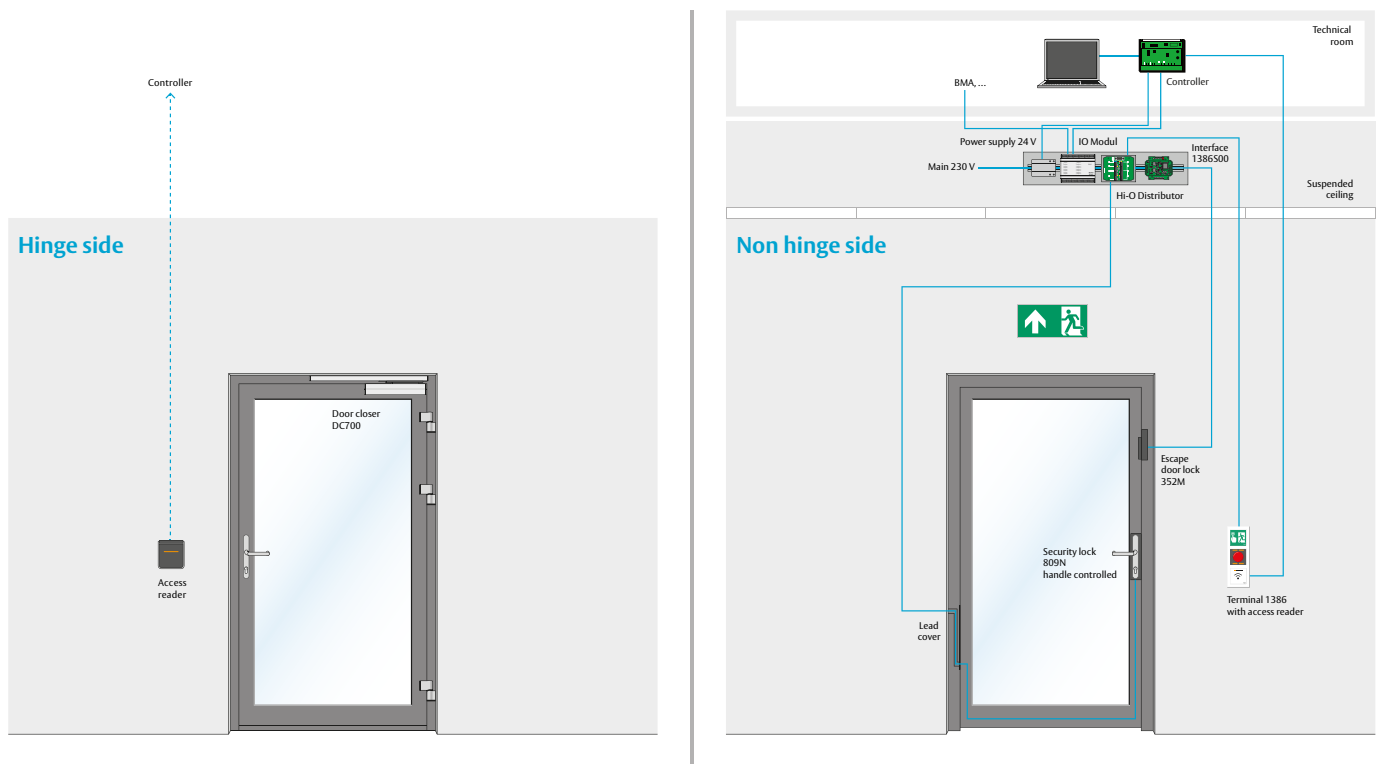 Controller
Hinge side
Door closer
DC700
Access
reader
Technical
room
BMA, ...
Controller
Power supply 24 V
IO Modul
Interface
1386S00
Main 230 V
Hi-O Distributor
Suspended
ceiling
Non hinge side
Escape
door lock
352M
Security lock
809N
handle controlled
Terminal 1386
with access reader
Lead
cover